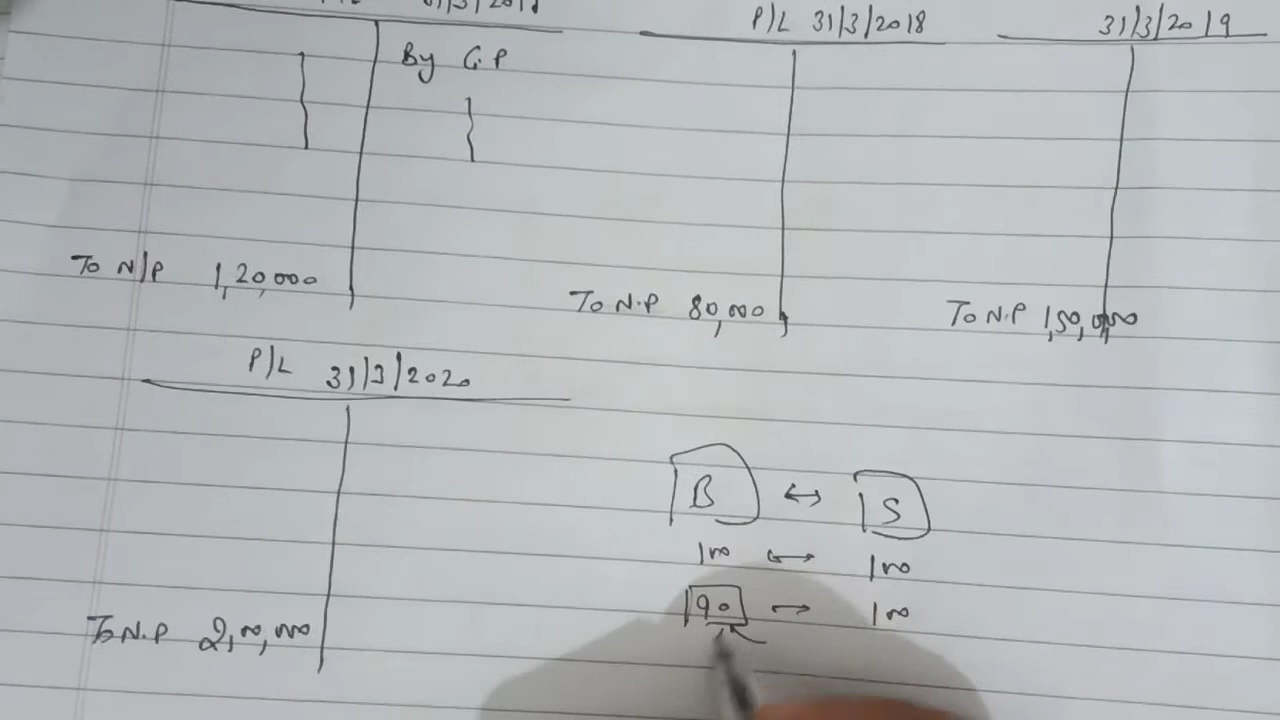 P/L 31/3/2018
31/3/2019
By G.P
To N/P 1,20,000
To N.P 80,000
To N.P 1,50,000
P/L 31/3/2020
B ↔ S
100 ↔ 100
90 → 100
To N.P 2,00,000